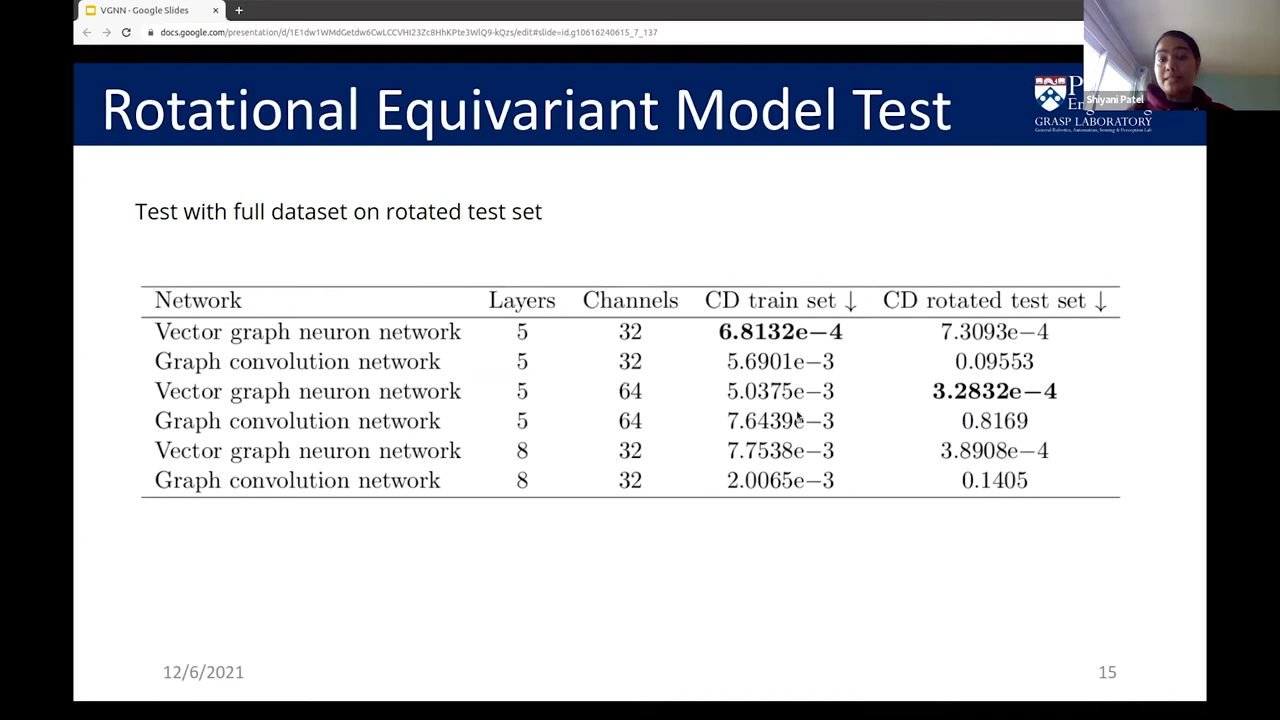 VGNN - Google Slides
docs.google.com/presentation/d/1E1dw1WMdGetdw6CwLCCVHI23Zc8HhKPte3WlQ9-kQzs/edit#slide=id.g10616240615_7_137
Rotational Equivariant Model Test
Shiyani Patel
GRASP LABORATORY
General Robotics, Automation, Sensing & Perception Lab
Test with full dataset on rotated test set
Network Layers Channels CD train set ↓ CD rotated test set ↓
Vector graph neuron network 5 32 6.8132e−4 7.3093e−4
Graph convolution network 5 32 5.6901e−3 0.09553
Vector graph neuron network 5 64 5.0375e−3 3.2832e−4
Graph convolution network 5 64 7.6439e−3 0.8169
Vector graph neuron network 8 32 7.7538e−3 3.8908e−4
Graph convolution network 8 32 2.0065e−3 0.1405
12/6/2021 15